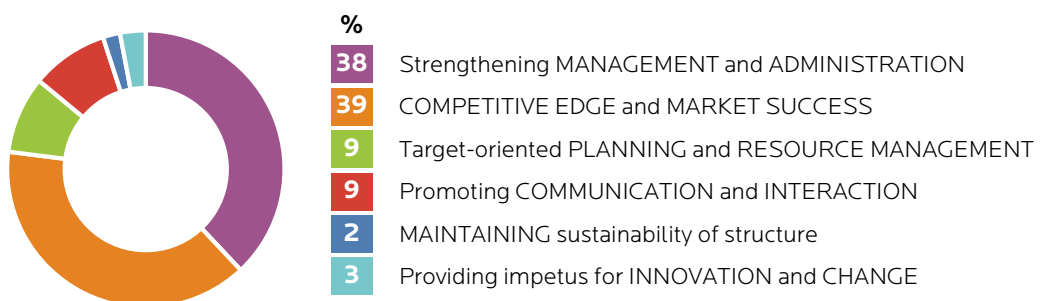 %
38 Strengthening MANAGEMENT and ADMINISTRATION
39 COMPETITIVE EDGE and MARKET SUCCESS
9 Target-oriented PLANNING and RESOURCE MANAGEMENT
9 Promoting COMMUNICATION and INTERACTION
2 MAINTAINING sustainability of structure
3 Providing impetus for INNOVATION and CHANGE